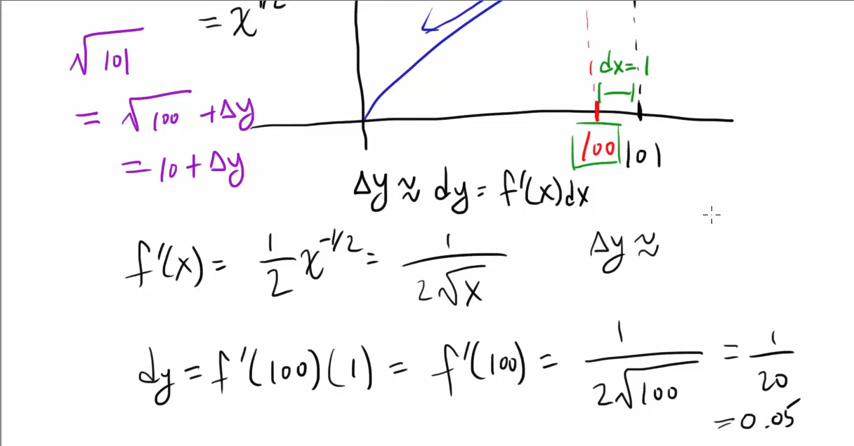 = x^1/2
√101
dx=1
= √100 + Δy
= 10 + Δy
100 101
Δy ≈ dy = f'(x)dx
f'(x) = 1/2 x^-1/2 = 1/(2√x)
Δy ≈
dy = f'(100)(1) = f'(100) = 1/(2√100) = 1/20
= 0.05